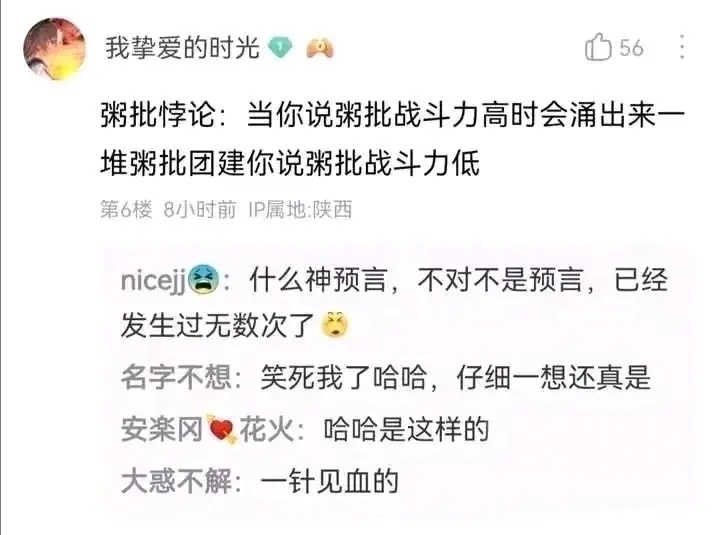 我挚爱的时光
56
粥批悖论：当你说粥批战斗力高时会涌出来一
堆粥批团建你说粥批战斗力低
第6楼 8小时前 IP属地:陕西
nicejj😫：什么神预言，不对不是预言，已经
发生过无数次了😣
名字不想：笑死我了哈哈，仔细一想还真是
安楽冈💘花火：哈哈是这样的
大惑不解：一针见血的